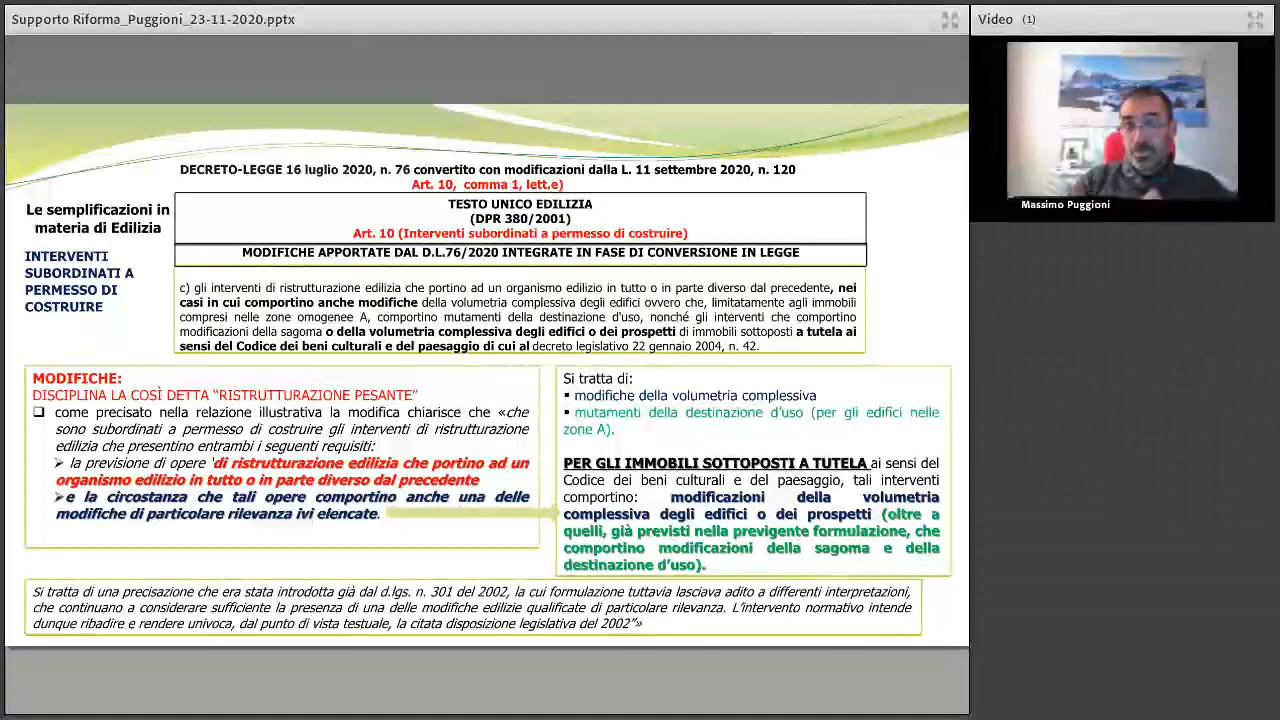 Supporto Riforma_Puggioni_23-11-2020.pptx
Video (1)
Massimo Puggioni
DECRETO-LEGGE 16 luglio 2020, n. 76 convertito con modificazioni dalla L. 11 settembre 2020, n. 120
Art. 10, comma 1, lett.e)
Le semplificazioni in
materia di Edilizia
INTERVENTI
SUBORDINATI A
PERMESSO DI
COSTRUIRE
TESTO UNICO EDILIZIA
(DPR 380/2001)
Art. 10 (Interventi subordinati a permesso di costruire)
MODIFICHE APPORTATE DAL D.L.76/2020 INTEGRATE IN FASE DI CONVERSIONE IN LEGGE
c) gli interventi di ristrutturazione edilizia che portino ad un organismo edilizio in tutto o in parte diverso dal precedente, nei
casi in cui comportino anche modifiche della volumetria complessiva degli edifici ovvero che, limitatamente agli immobili
compresi nelle zone omogenee A, comportino mutamenti della destinazione d'uso, nonché gli interventi che comportino
modificazioni della sagoma o della volumetria complessiva degli edifici o dei prospetti di immobili sottoposti a tutela ai
sensi del Codice dei beni culturali e del paesaggio di cui al decreto legislativo 22 gennaio 2004, n. 42.
MODIFICHE:
DISCIPLINA LA COSÌ DETTA “RISTRUTTURAZIONE PESANTE”
❑ come precisato nella relazione illustrativa la modifica chiarisce che «che
sono subordinati a permesso di costruire gli interventi di ristrutturazione
edilizia che presentino entrambi i seguenti requisiti:
➢ la previsione di opere 'di ristrutturazione edilizia che portino ad un
organismo edilizio in tutto o in parte diverso dal precedente
➢e la circostanza che tali opere comportino anche una delle
modifiche di particolare rilevanza ivi elencate.
Si tratta di:
▪ modifiche della volumetria complessiva
▪ mutamenti della destinazione d’uso (per gli edifici nelle
zone A).
PER GLI IMMOBILI SOTTOPOSTI A TUTELA ai sensi del
Codice dei beni culturali e del paesaggio, tali interventi
comportino: modificazioni della volumetria
complessiva degli edifici o dei prospetti (oltre a
quelli, già previsti nella previgente formulazione, che
comportino modificazioni della sagoma e della
destinazione d’uso).
Si tratta di una precisazione che era stata introdotta già dal d.lgs. n. 301 del 2002, la cui formulazione tuttavia lasciava adito a differenti interpretazioni,
che continuano a considerare sufficiente la presenza di una delle modifiche edilizie qualificate di particolare rilevanza. L’intervento normativo intende
dunque ribadire e rendere univoca, dal punto di vista testuale, la citata disposizione legislativa del 2002”»